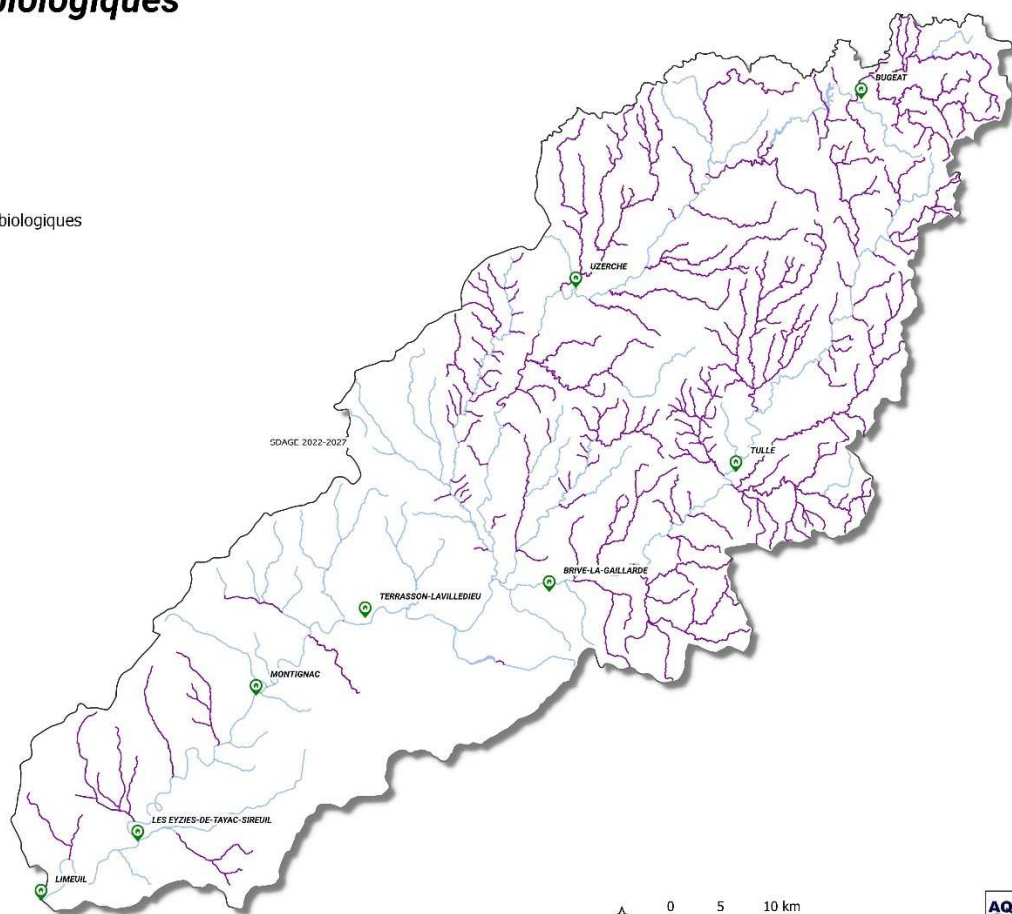 biologiques
biologiques
BUGEAT
UZERCHE
SDAGE 2022-2027
TULLE
BRIVE-LA-GAILLARDE
TERRASSON-LAVILLEDIEU
MONTIGNAC
LES EYZIES-DE-TAYAC-SIREUIL
LIMEUIL
0 5 10 km
AQ